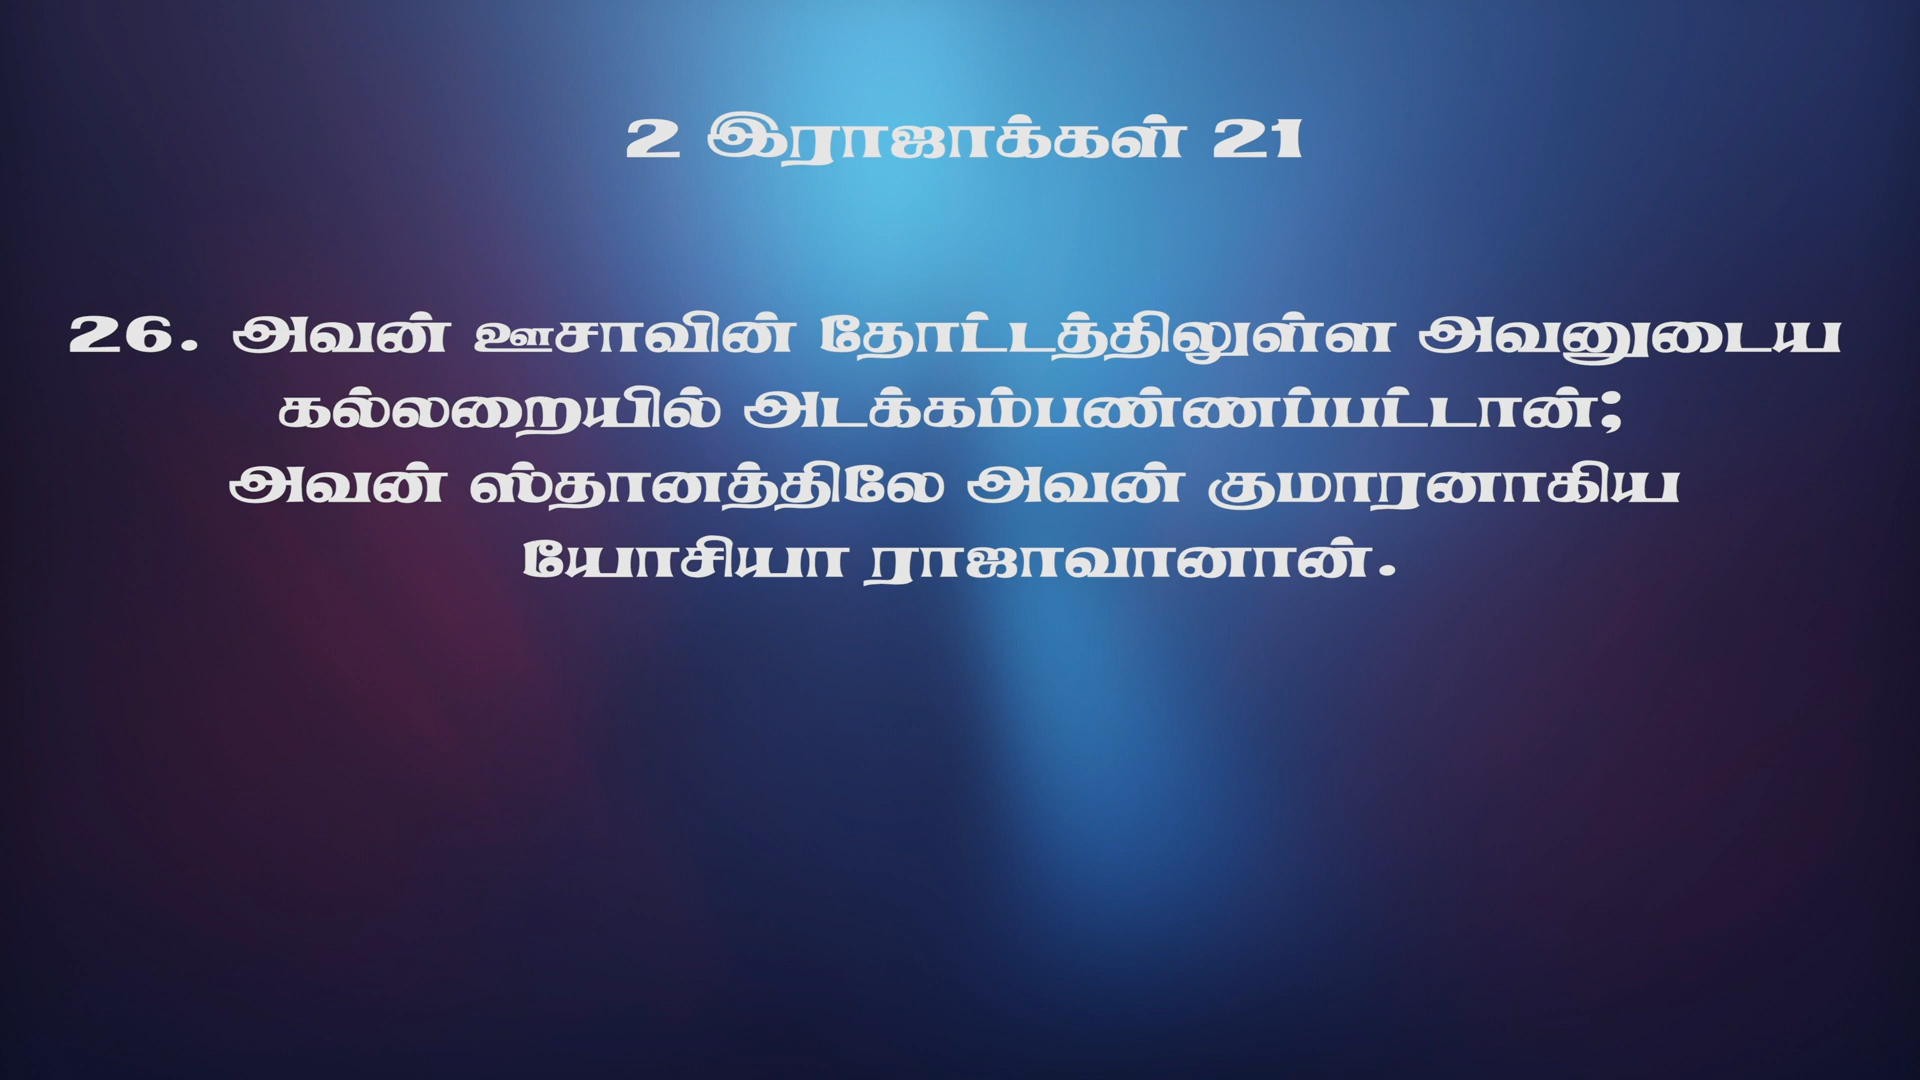 2 இராஜாக்கள் 21
26. அவன் ஊசாவின் தோட்டத்திலுள்ள அவனுடைய
கல்லறையில் அடக்கம்பண்ணப்பட்டான்;
அவன் ஸ்தானத்திலே அவன் குமாரனாகிய
யோசியா ராஜாவானான்.